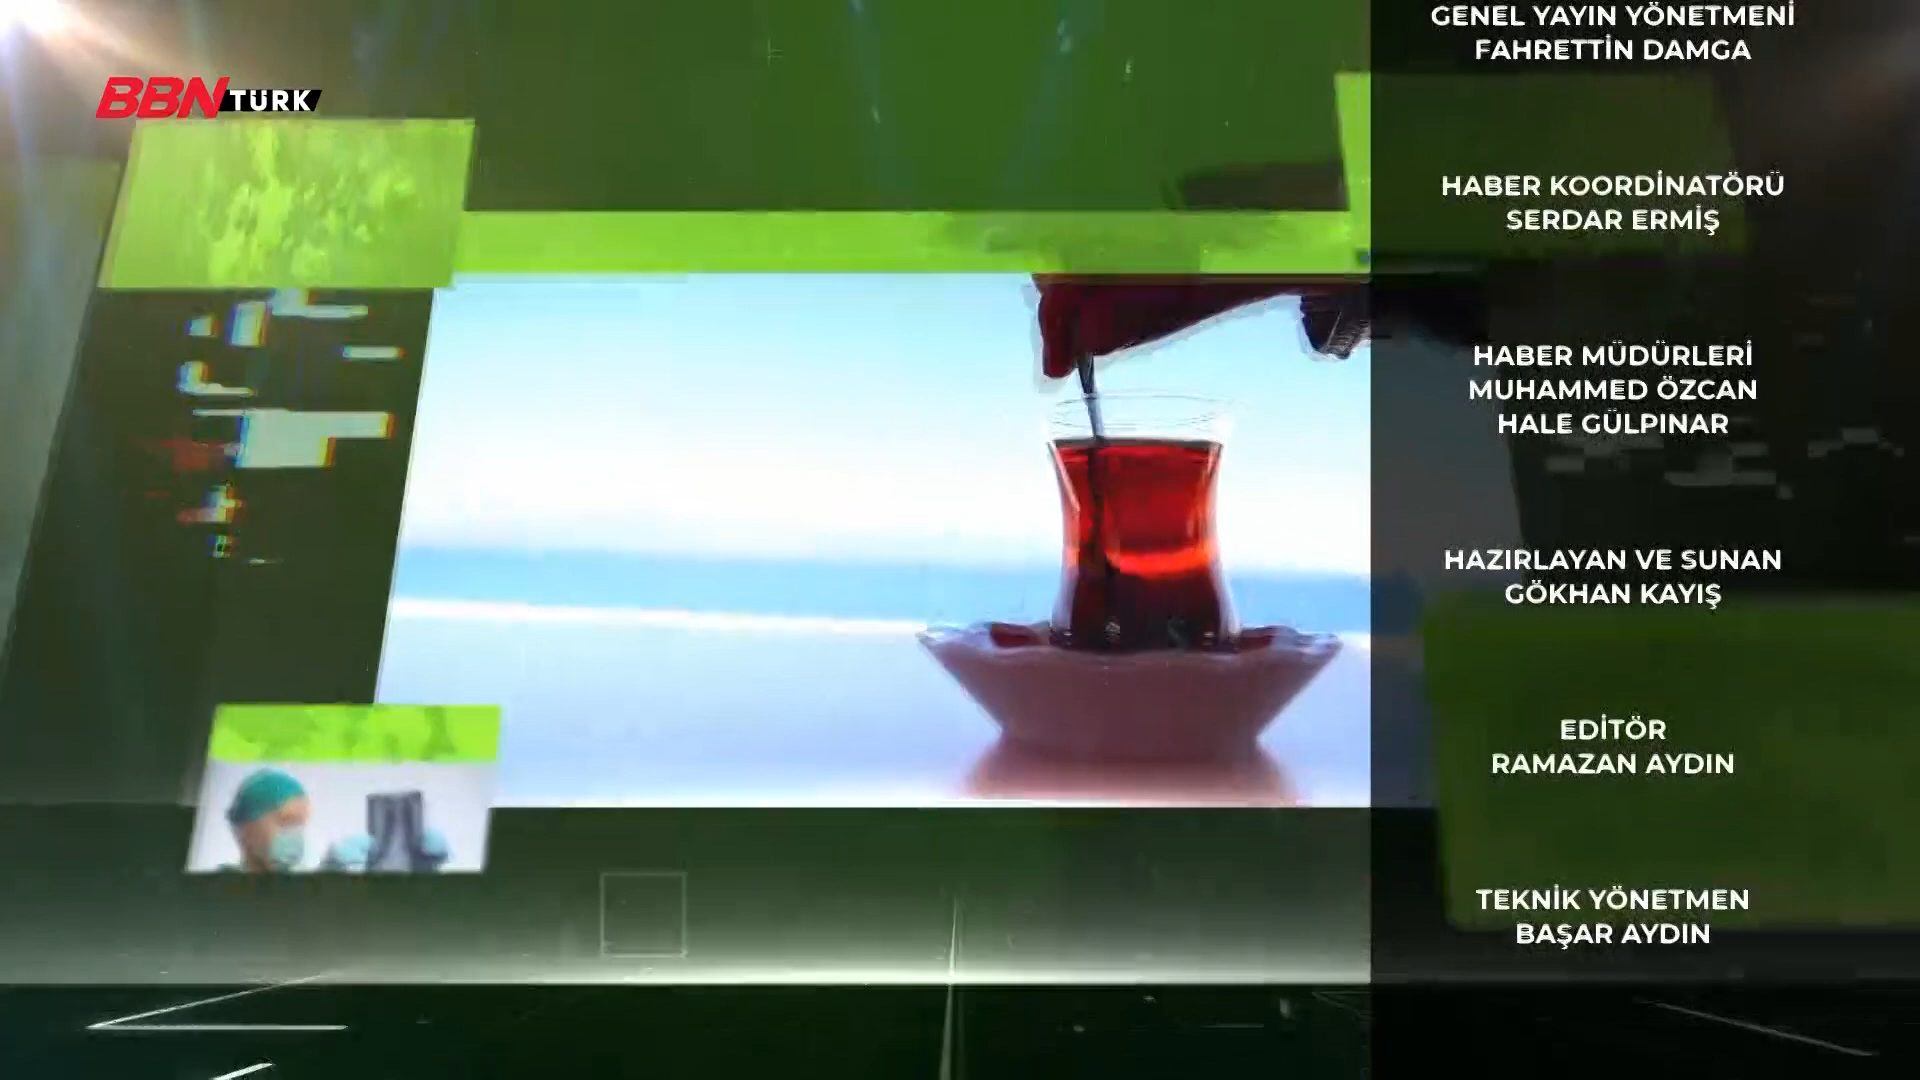 BBN TÜRK
GENEL YAYIN YÖNETMENİ
FAHRETTİN DAMGA
HABER KOORDİNATÖRÜ
SERDAR ERMİŞ
HABER MÜDÜRLERİ
MUHAMMED ÖZCAN
HALE GÜLPINAR
HAZIRLAYAN VE SUNAN
GÖKHAN KAYIŞ
EDİTÖR
RAMAZAN AYDIN
TEKNİK YÖNETMEN
BAŞAR AYDIN